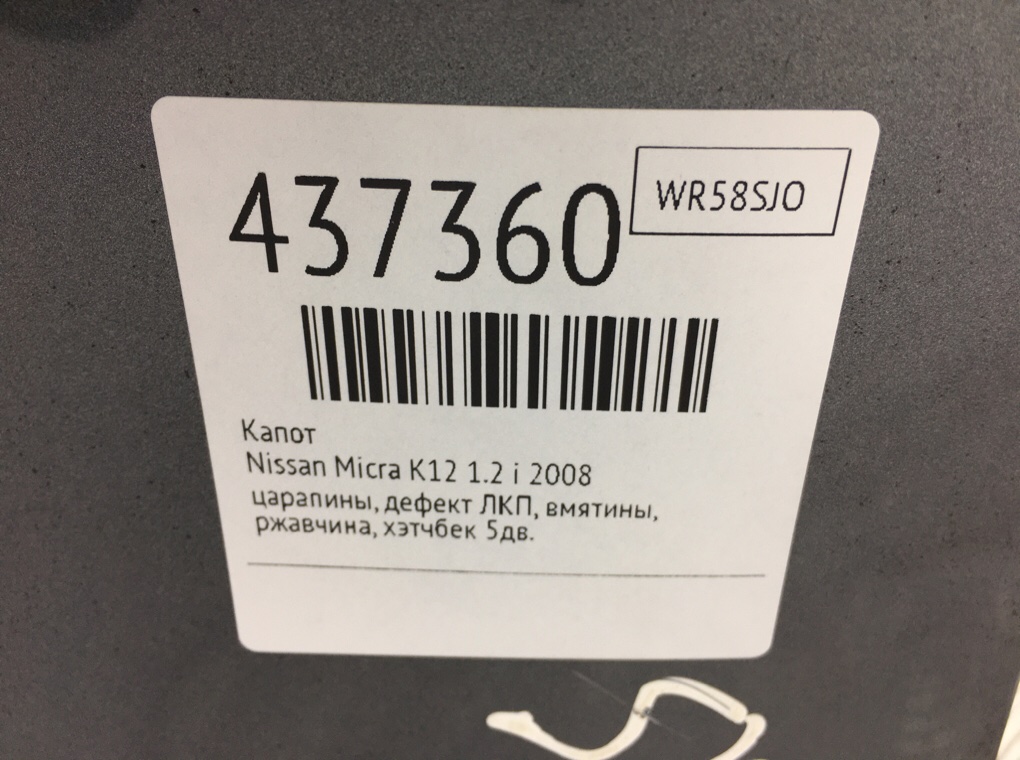 437360
WR58SJO
Капот
Nissan Micra K12 1.2 i 2008
царапины, дефект ЛКП, вмятины,
ржавчина, хэтчбек 5дв.